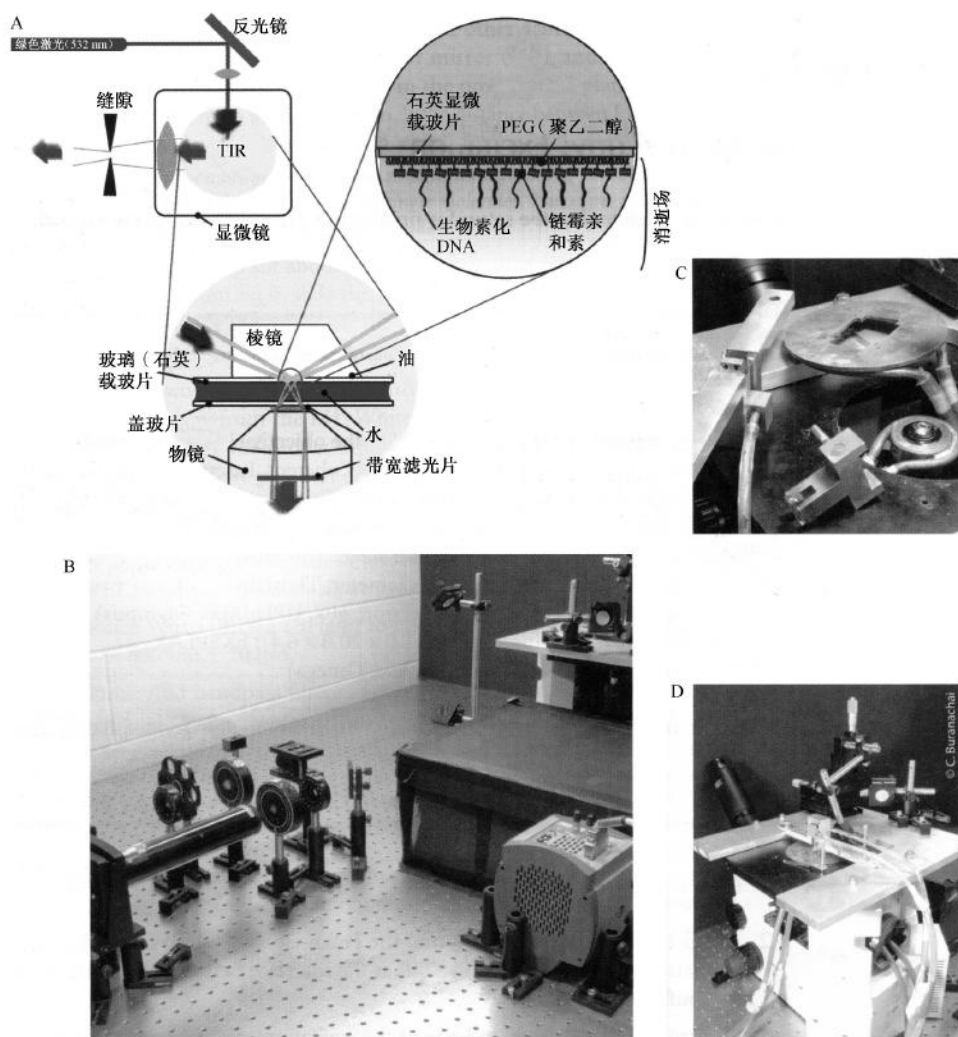 A
绿色激光(532 nm)
反光镜
缝隙
TIR
显微镜
石英显微
载玻片
PEG(聚乙二醇)
生物素化
DNA
链霉亲
和素
消逝场
棱镜
玻璃(石英)
载玻片
油
盖玻片
水
物镜
带宽滤光片
C
B
D
© C. Buranachai